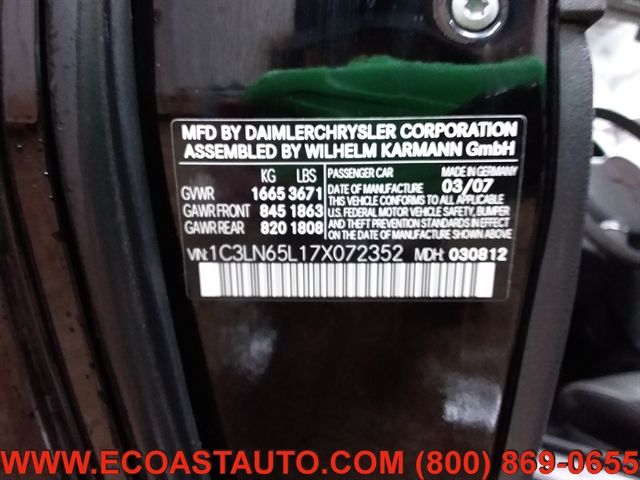 MFD BY DAIMLERCHRYSLER CORPORATION
ASSEMBLED BY WILHELM KARMANN GmbH
KG LBS
GVWR 1665 3671
GAWR FRONT 845 1863
GAWR REAR 820 1808
PASSENGER CAR MADE IN GERMANY
DATE OF MANUFACTURE 03/07
THIS VEHICLE CONFORMS TO ALL APPLICABLE
U.S. FEDERAL MOTOR VEHICLE SAFETY, BUMPER
AND THEFT PREVENTION STANDARDS IN EFFECT
ON THE DATE OF MANUFACTURE SHOWN ABOVE.
VIN: 1C3LN65L17X072352 MDH: 030812
WWW.ECOASTAUTO.COM (800) 869-0655